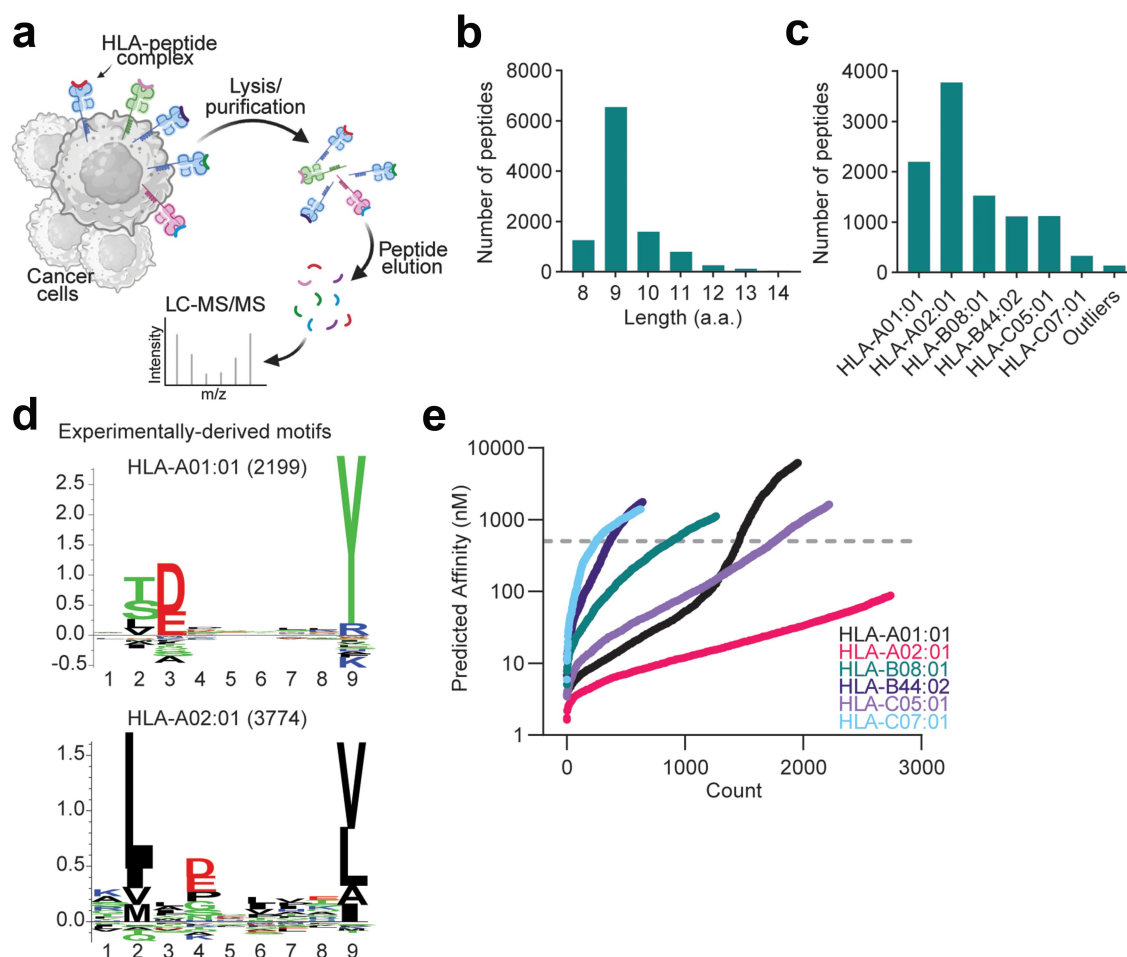 a
HLA-peptide
complex
Lysis/
purification
Peptide
elution
Cancer
cells
LC-MS/MS
Intensity
m/z
b
Number of peptides
8000
6000
4000
2000
0
8 9 10 11 12 13 14
Length (a.a.)
c
Number of peptides
4000
3000
2000
1000
0
HLA-A01:01
HLA-A02:01
HLA-B08:01
HLA-B44:02
HLA-C05:01
HLA-C07:01
Outliers
d
Experimentally-derived motifs
HLA-A01:01 (2199)
2.5
2.0
1.5
1.0
0.5
0.0
-0.5
T
S
D
E
Y
R
K
A
1 2 3 4 5 6 7 8 9
HLA-A02:01 (3774)
1.5
1.0
0.5
0.0
L
V
M
D
E
P
V
L
A
I
K
1 2 3 4 5 6 7 8 9
e
Predicted Affinity (nM)
10000
1000
100
10
1
HLA-A01:01
HLA-A02:01
HLA-B08:01
HLA-B44:02
HLA-C05:01
HLA-C07:01
0 1000 2000 3000
Count